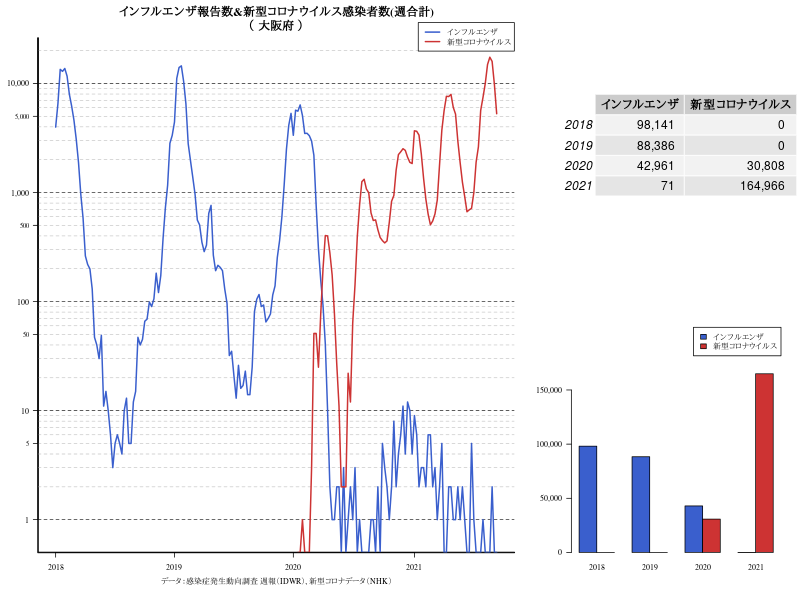 インフルエンザ報告数&新型コロナウイルス感染者数(週合計)
( 大阪府 )
インフルエンザ
新型コロナウイルス
10,000
5,000
1,000
500
100
50
10
5
1
2018 2019 2020 2021
データ：感染症発生動向調査 週報(IDWR)、新型コロナデータ(NHK)
インフルエンザ 新型コロナウイルス
2018 98,141 0
2019 88,386 0
2020 42,961 30,808
2021 71 164,966
インフルエンザ
新型コロナウイルス
150,000
100,000
50,000
0
2018 2019 2020 2021